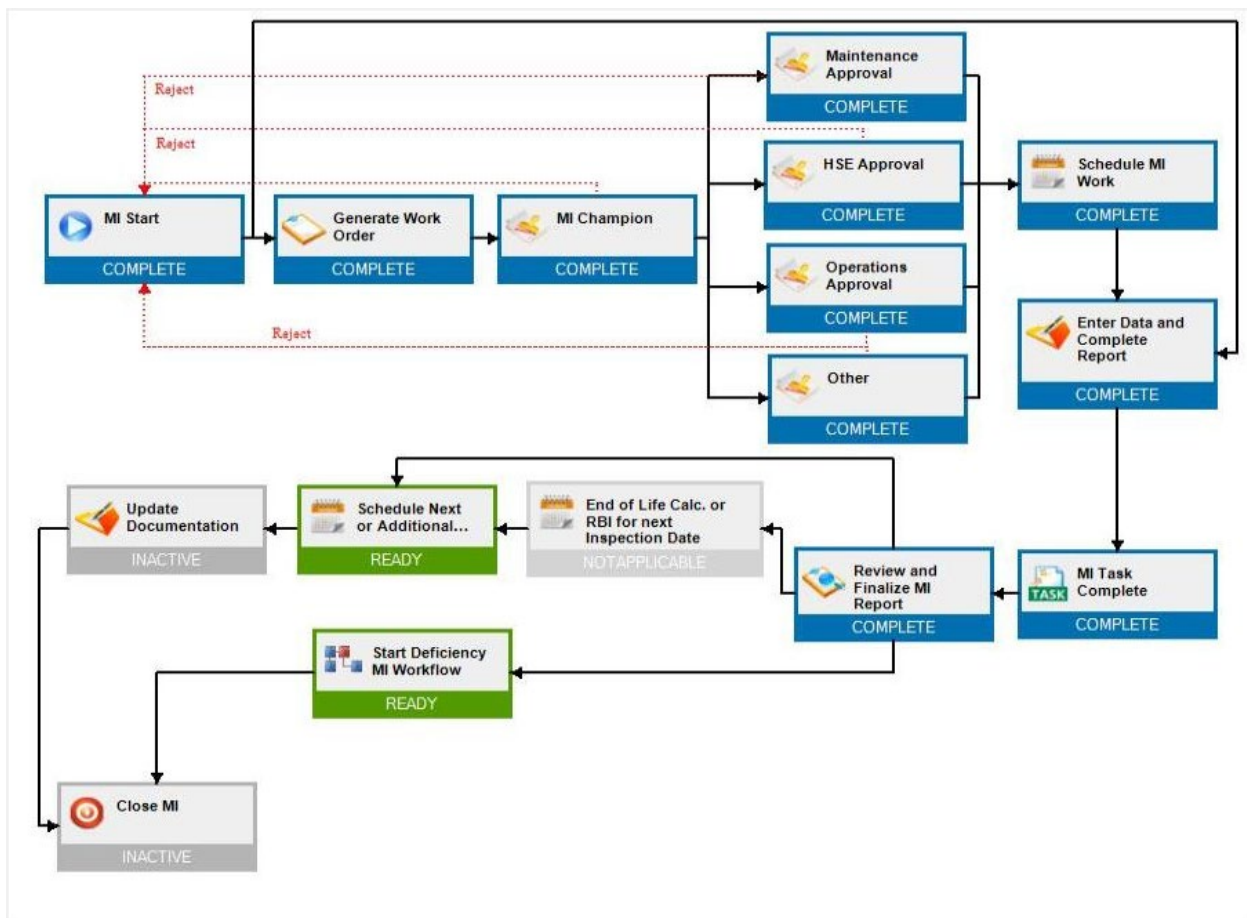 Maintenance
Approval
COMPLETE
Reject
Reject
HSE Approval
COMPLETE
Schedule MI
Work
COMPLETE
MI Start
COMPLETE
Generate Work
Order
COMPLETE
MI Champion
COMPLETE
Operations
Approval
COMPLETE
Reject
Enter Data and
Complete
Report
COMPLETE
Other
COMPLETE
Update
Documentation
INACTIVE
Schedule Next
or Additional...
READY
End of Life Calc. or
RBI for next
Inspection Date
NOTAPPLICABLE
Review and
Finalize MI
Report
COMPLETE
TASK
MI Task
Complete
COMPLETE
Start Deficiency
MI Workflow
READY
Close MI
INACTIVE